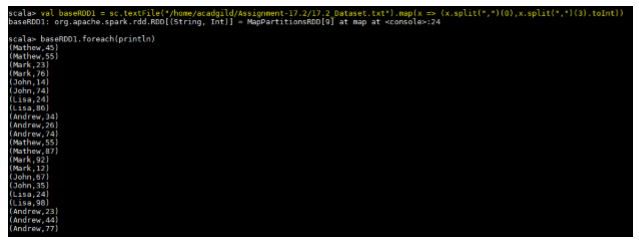 scala> val baseRDD1 = sc.textFile("/home/acadgild/Assignment-17.2/17.2_Dataset.txt").map(x => (x.split(",")(0),x.split(",")(3).toInt))
baseRDD1: org.apache.spark.rdd.RDD[(String, Int)] = MapPartitionsRDD[9] at map at <console>:24
scala> baseRDD1.foreach(println)
(Mathew,45)
(Mathew,55)
(Mark,23)
(Mark,76)
(John,14)
(John,74)
(Lisa,24)
(Lisa,86)
(Andrew,34)
(Andrew,26)
(Andrew,74)
(Mathew,55)
(Mathew,87)
(Mark,92)
(Mark,12)
(John,67)
(John,35)
(Lisa,24)
(Lisa,98)
(Andrew,23)
(Andrew,44)
(Andrew,77)